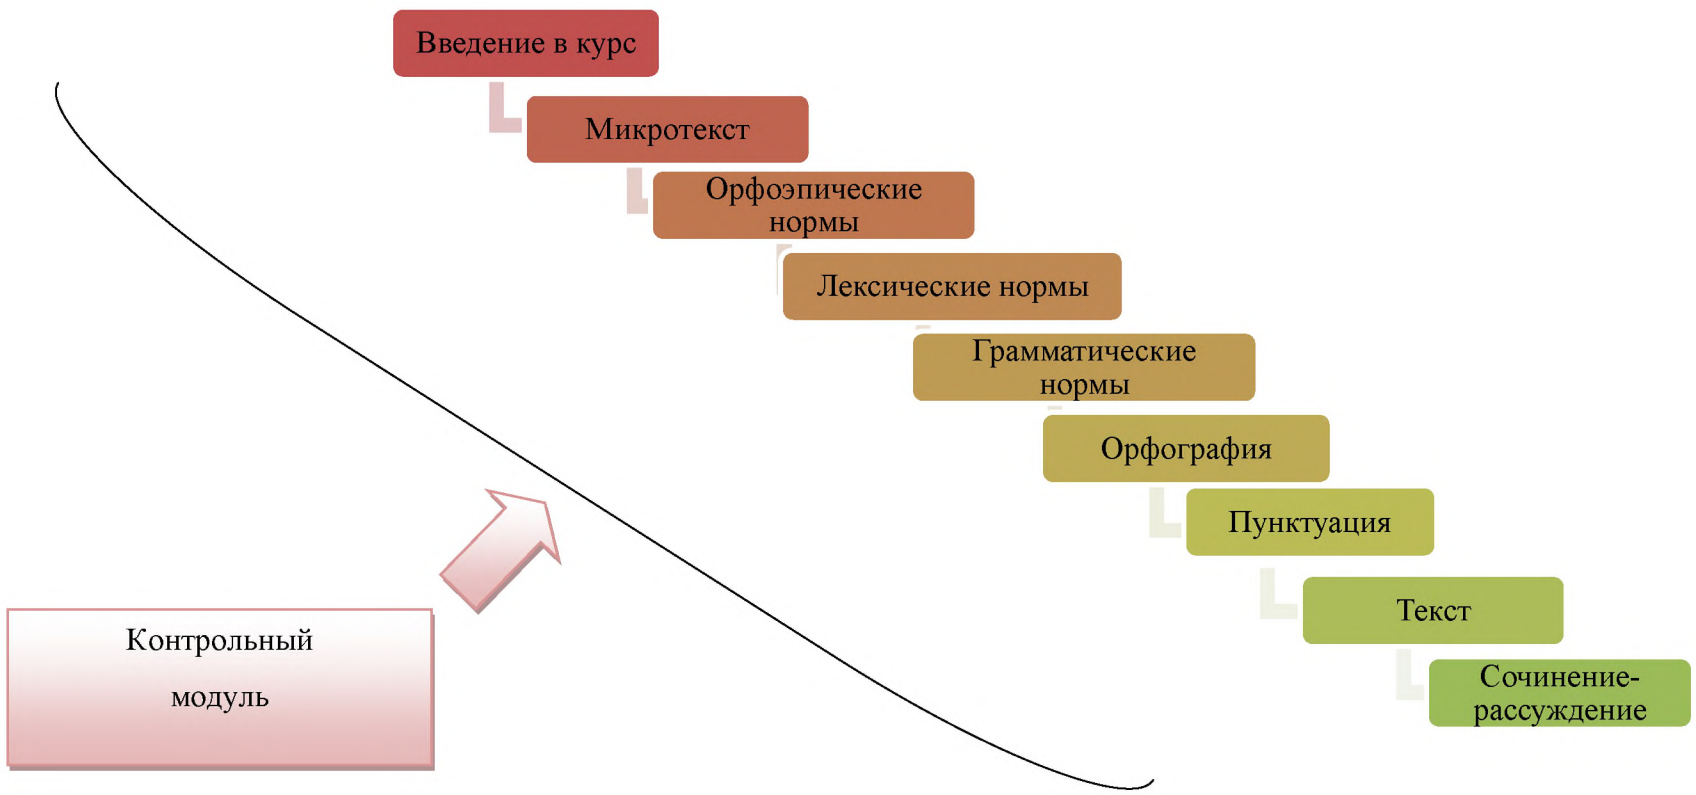 Введение в курс
Микротекст
Орфоэпические
нормы
Лексические нормы
Грамматические
нормы
Орфография
Пунктуация
Текст
Сочинение-
рассуждение
Контрольный
модуль